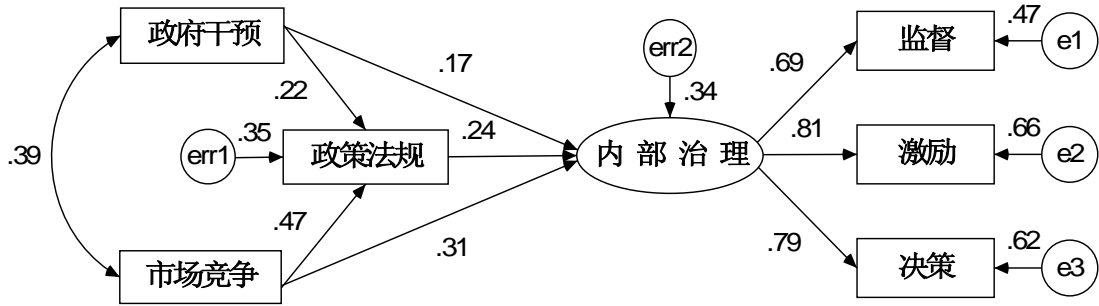 政府干预
.47
监督
e1
err2
.17
.69
.22
.34
.35
.24
.81
.66
.39
err1
政策法规
内 部 治 理
激励
e2
.47
.31
.79
.62
市场竞争
决策
e3